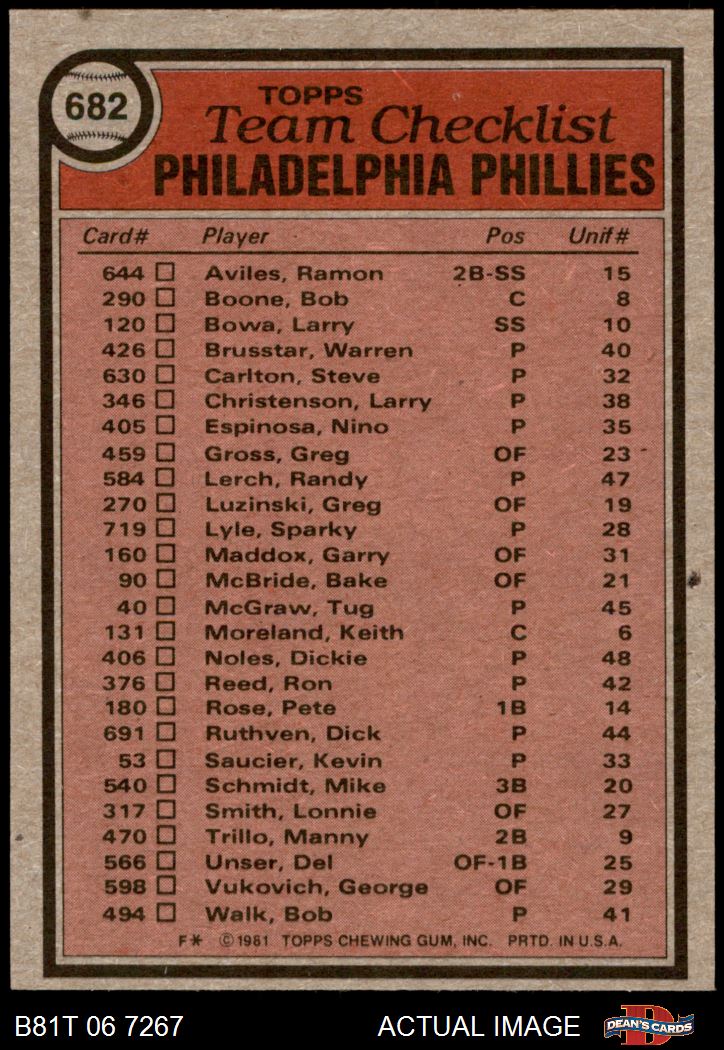 682
TOPPS
Team Checklist
PHILADELPHIA PHILLIES
Card# Player Pos Unif#
644 Aviles, Ramon 2B-SS 15
290 Boone, Bob C 8
120 Bowa, Larry SS 10
426 Brusstar, Warren P 40
630 Carlton, Steve P 32
346 Christenson, Larry P 38
405 Espinosa, Nino P 35
459 Gross, Greg OF 23
584 Lerch, Randy P 47
270 Luzinski, Greg OF 19
719 Lyle, Sparky P 28
160 Maddox, Garry OF 31
90 McBride, Bake OF 21
40 McGraw, Tug P 45
131 Moreland, Keith C 6
406 Noles, Dickie P 48
376 Reed, Ron P 42
180 Rose, Pete 1B 14
691 Ruthven, Dick P 44
53 Saucier, Kevin P 33
540 Schmidt, Mike 3B 20
317 Smith, Lonnie OF 27
470 Trillo, Manny 2B 9
566 Unser, Del OF-1B 25
598 Vukovich, George OF 29
494 Walk, Bob P 41
F* ©1981 TOPPS CHEWING GUM, INC. PRTD. IN U.S.A.
B81T 06 7267 ACTUAL IMAGE D DEAN'S CARDS